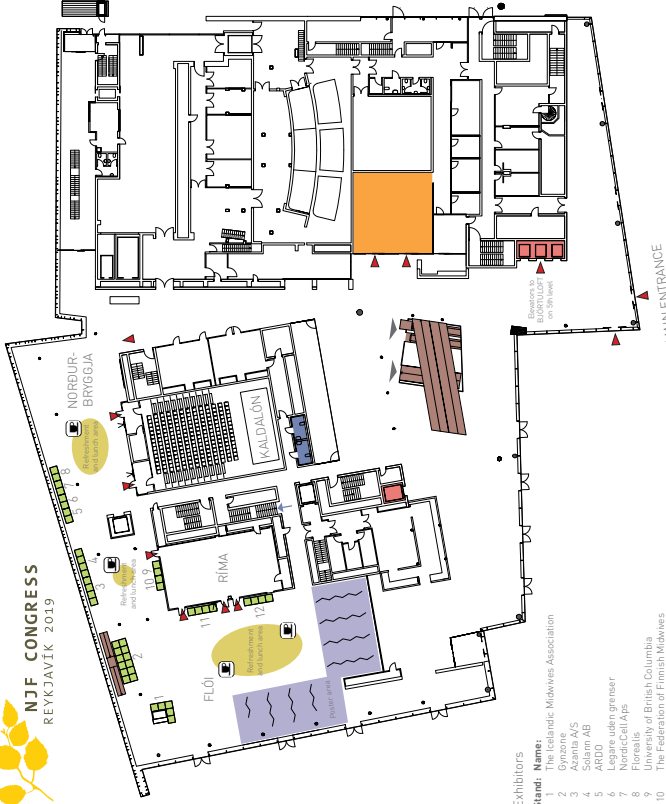 NJF CONGRESS
REYKJAVÍK 2019
NORÐUR-
BRYGGJA
Refreshment
and lunch area
5 6 7 8
3 4
Refreshment
and lunch area
10 9
2
1
KALDALÓN
RÍMA
11
12
FLÓI
Refreshment
and lunch area
Poster area
Elevators to
BJÖRTULOFT
on 5th level
ENTRANCE
Exhibitors
Stand: Name:
1 The Icelandic Midwives Association
2 Gynzone
3 Azanta A/S
4 Solann AB
5 ARDO
6 Legare uden grenser
7 NordicCell Aps
8 Florealis
9 University of British Columbia
10 The Federation of Finnish Midwives